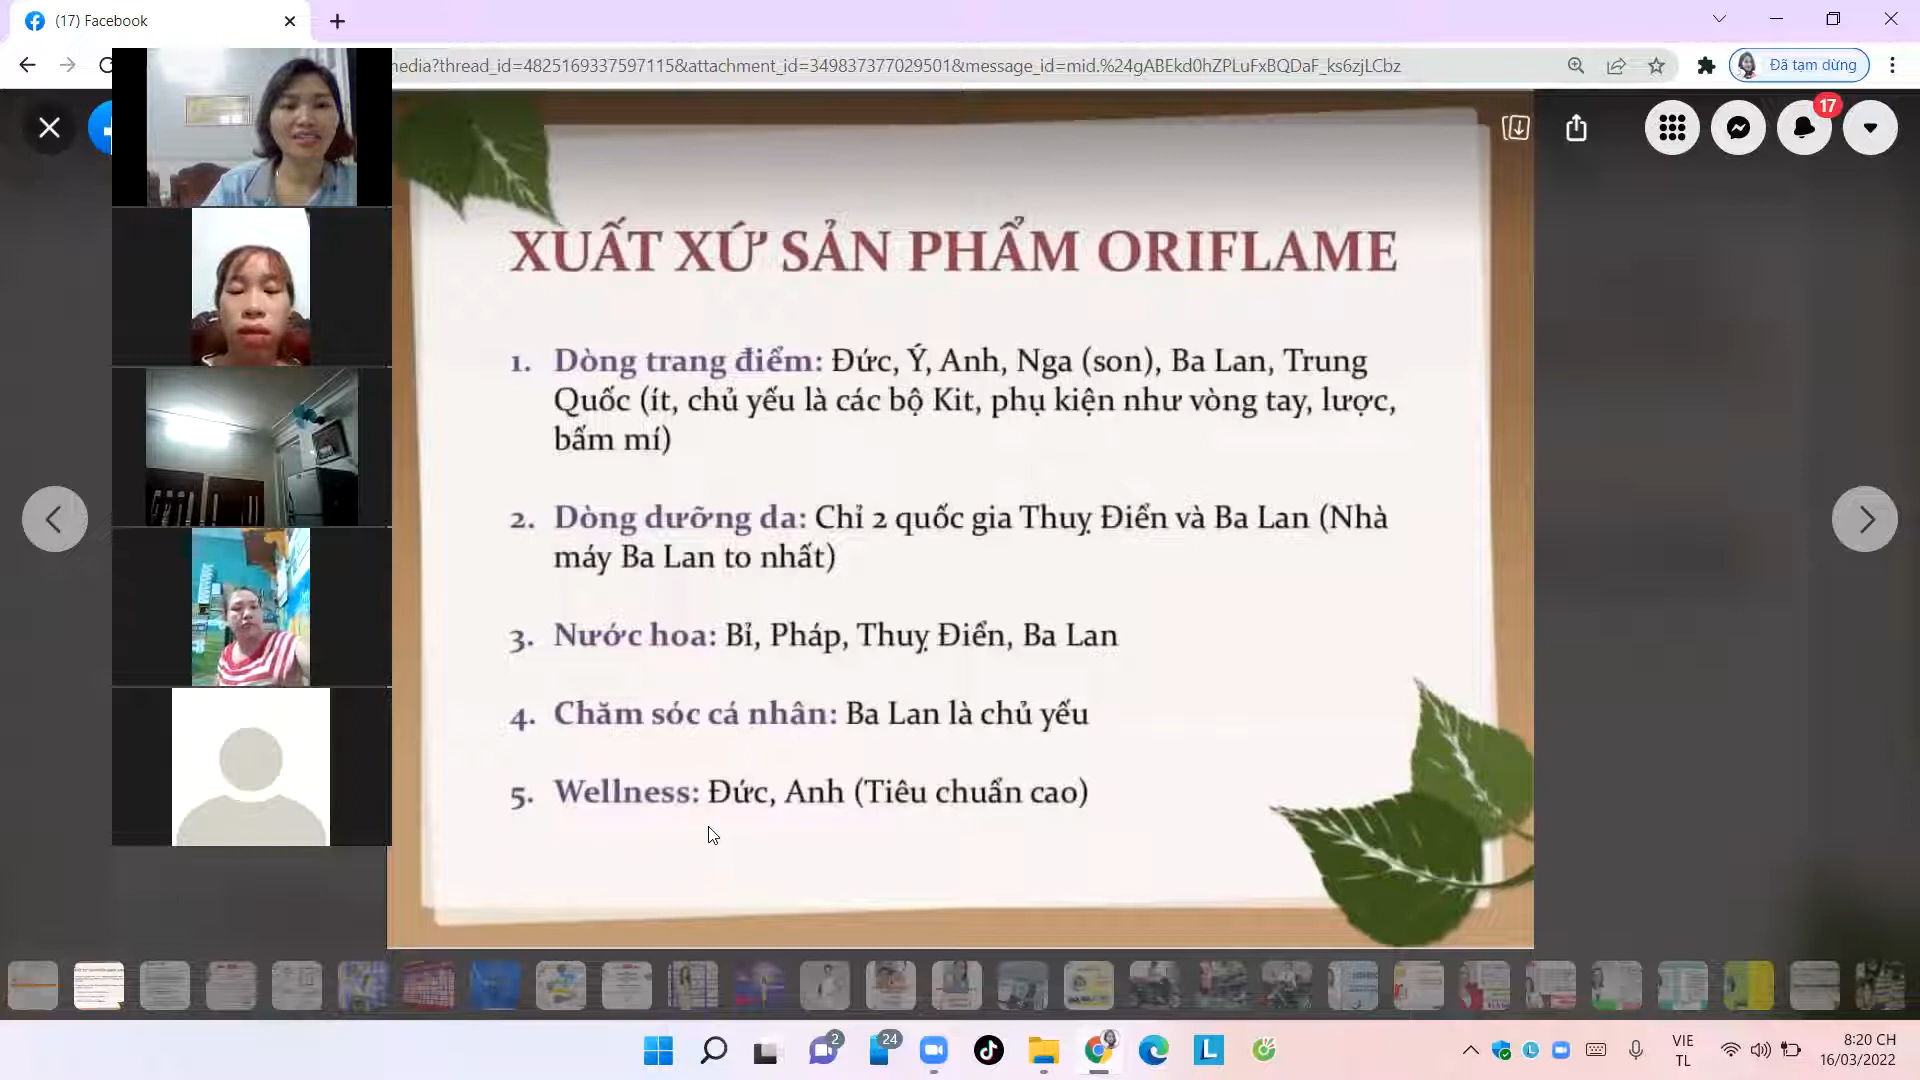 (17) Facebook
media?thread_id=4825169337597115&attachment_id=349837377029501&message_id=mid.%24gABEkd0hZPLuFxBQDaF_ks6zjLCbz
Đã tạm dừng
17
XUẤT XỨ SẢN PHẨM ORIFLAME
1. Dòng trang điểm: Đức, Ý, Anh, Nga (son), Ba Lan, Trung
Quốc (ít, chủ yếu là các bộ Kit, phụ kiện như vòng tay, lược,
bấm mí)
2. Dòng dưỡng da: Chỉ 2 quốc gia Thuỵ Điển và Ba Lan (Nhà
máy Ba Lan to nhất)
3. Nước hoa: Bỉ, Pháp, Thuỵ Điển, Ba Lan
4. Chăm sóc cá nhân: Ba Lan là chủ yếu
5. Wellness: Đức, Anh (Tiêu chuẩn cao)
2
24
L
L
VIE
TL
8:20 CH
16/03/2022